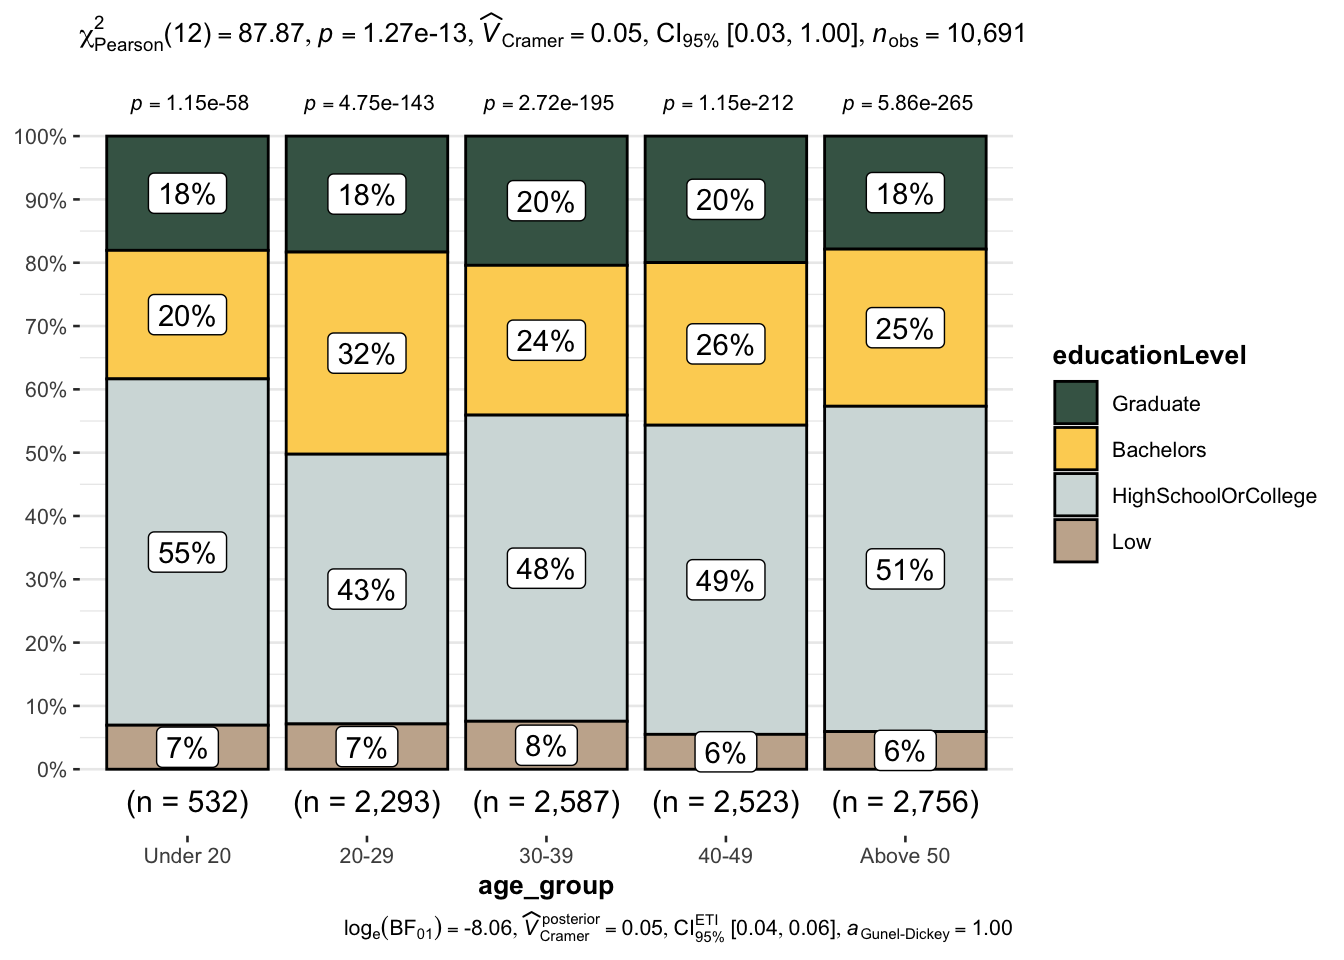 χ²Pearson(12) = 87.87, p = 1.27e-13, V̂Cramer = 0.05, CI95% [0.03, 1.00], nobs = 10,691
p = 1.15e-58 p = 4.75e-143 p = 2.72e-195 p = 1.15e-212 p = 5.86e-265
100%
90%
80%
70%
60%
50%
40%
30%
20%
10%
0%
18% 18% 20% 20% 18%
20% 32% 24% 26% 25%
55% 43% 48% 49% 51%
7% 7% 8% 6% 6%
(n = 532) (n = 2,293) (n = 2,587) (n = 2,523) (n = 2,756)
Under 20 20-29 30-39 40-49 Above 50
age_group
educationLevel
Graduate
Bachelors
HighSchoolOrCollege
Low
loge(BF01) = -8.06, V̂posteriorCramer = 0.05, CIETI95% [0.04, 0.06], aGunel-Dickey = 1.00